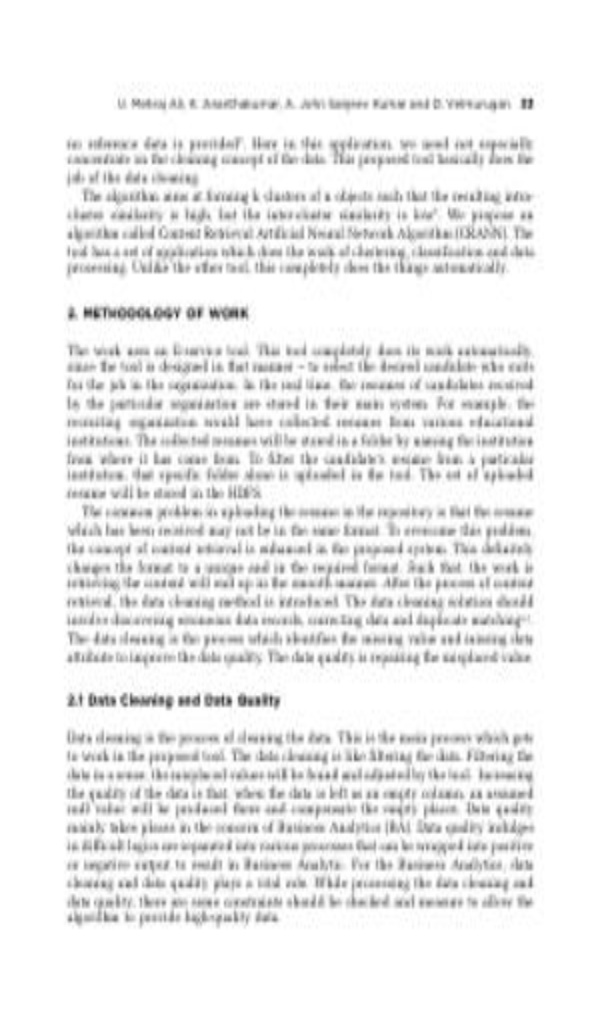 U. Mehraj Ali, K. Ananthakumar, A. John Sanjeev Kumar and D. Velmurugan 33
no reference data is provided. Here in this application, we need not especially
concentrate on the cleaning concept of the data. This proposed tool basically does the
job of the data cleaning.
The algorithm aims at forming k clusters of n objects such that the resulting intra-
cluster similarity is high, but the inter-cluster similarity is low. We propose an
algorithm called Content Retrieval Artificial Neural Network Algorithm (CRANN). The
tool has a set of application which does the work of clustering, classification and data
processing. Unlike the other tool, this completely does the things automatically.
2. METHODOLOGY OF WORK
The work uses an E-service tool. This tool completely does its work automatically,
since the tool is designed in that manner – to select the desired candidate who suits
for the job in the organization. In the real time, the resumes of candidates received
by the particular organization are stored in their main system. For example, the
recruiting organization would have collected resumes from various educational
institutions. The collected resumes will be stored in a folder by naming the institution
from where it has come from. To filter the candidate's resume from a particular
institution, that specific folder alone is uploaded in the tool. The set of uploaded
resume will be stored in the HDFS.
The common problem in uploading the resume in the repository is that the resume
which has been received may not be in the same format. To overcome this problem,
the concept of content retrieval is enhanced in the proposed system. This definitely
changes the format to a unique and in the required format. Such that, the work is
retrieving the content will end up in the smooth manner. After the process of content
retrieval, the data cleaning method is introduced. The data cleaning solution should
involve discovering erroneous data records, correcting data and duplicate matching
The data cleaning is the process which identifies the missing value and missing data
attribute to improve the data quality. The data quality is repairing the misplaced value.
2.1 Data Cleaning and Data Quality
Data cleaning is the process of cleaning the data. This is the main process which gets
to work in the proposed tool. The data cleaning is like filtering the data. Filtering the
data in a sense, the misplaced values will be found and adjusted by the tool. Increasing
the quality of the data is that, when the data is left as an empty column, an assumed
null value will be produced there and compensate the empty places. Data quality
mainly takes places in the concern of Business Analytics (BA). Data quality indulges
in difficult logics are separated into various processes that can be wrapped into positive
or negative output to result in Business Analytic. For the Business Analytics, data
cleaning and data quality plays a vital role. While processing the data cleaning and
data quality, there are some constraints should be checked and measure to allow the
algorithm to provide high-quality data.